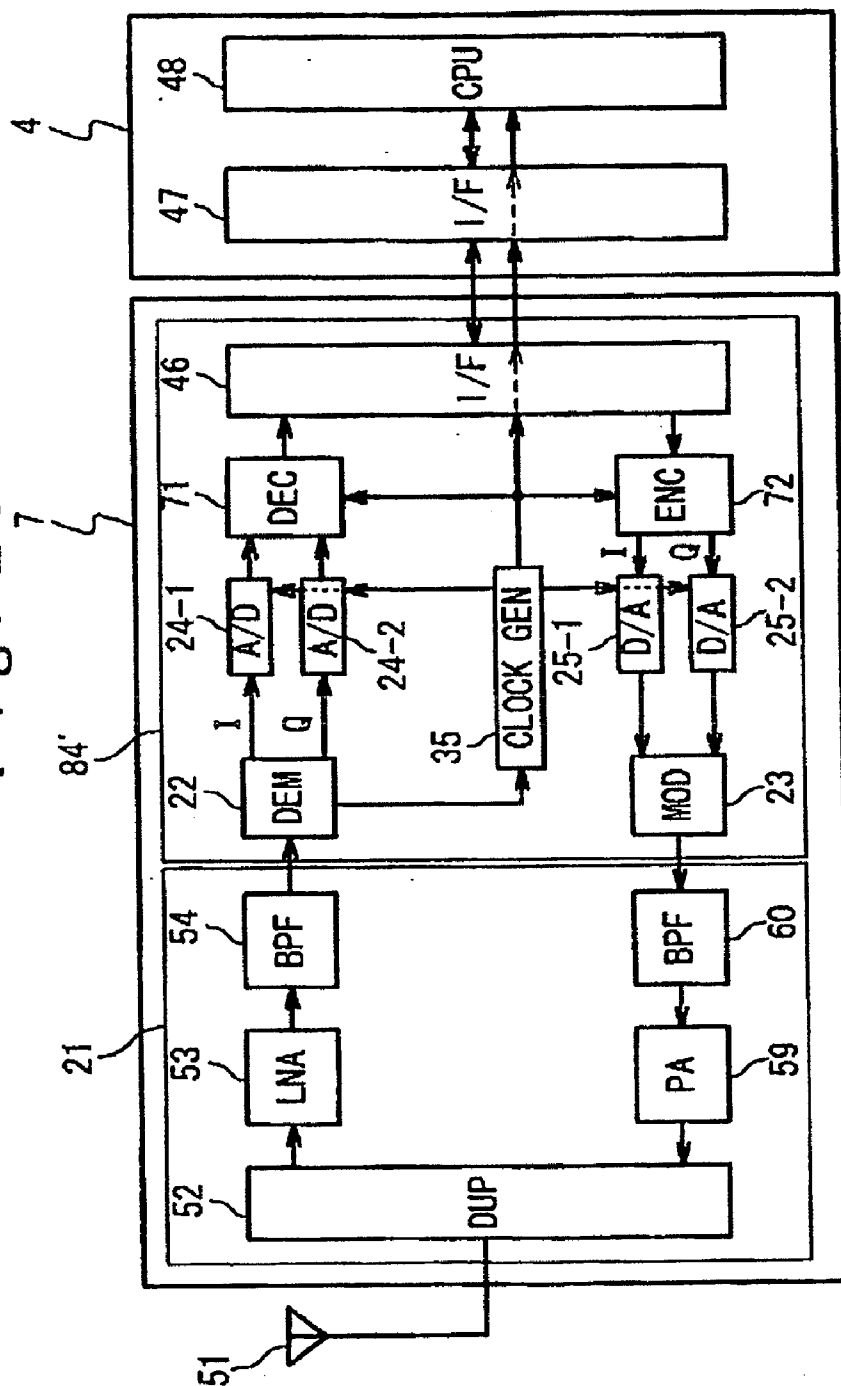 7
4
21
84'
52
53
54
22
24-1
71
46
47
48
LNA
BPF
DEM
I
Q
A/D
A/D
24-2
DEC
51
DUP
35
CLOCK GEN
I/F
I/F
CPU
25-1
I
Q
PA
BPF
MOD
D/A
D/A
25-2
ENC
59
60
23
72